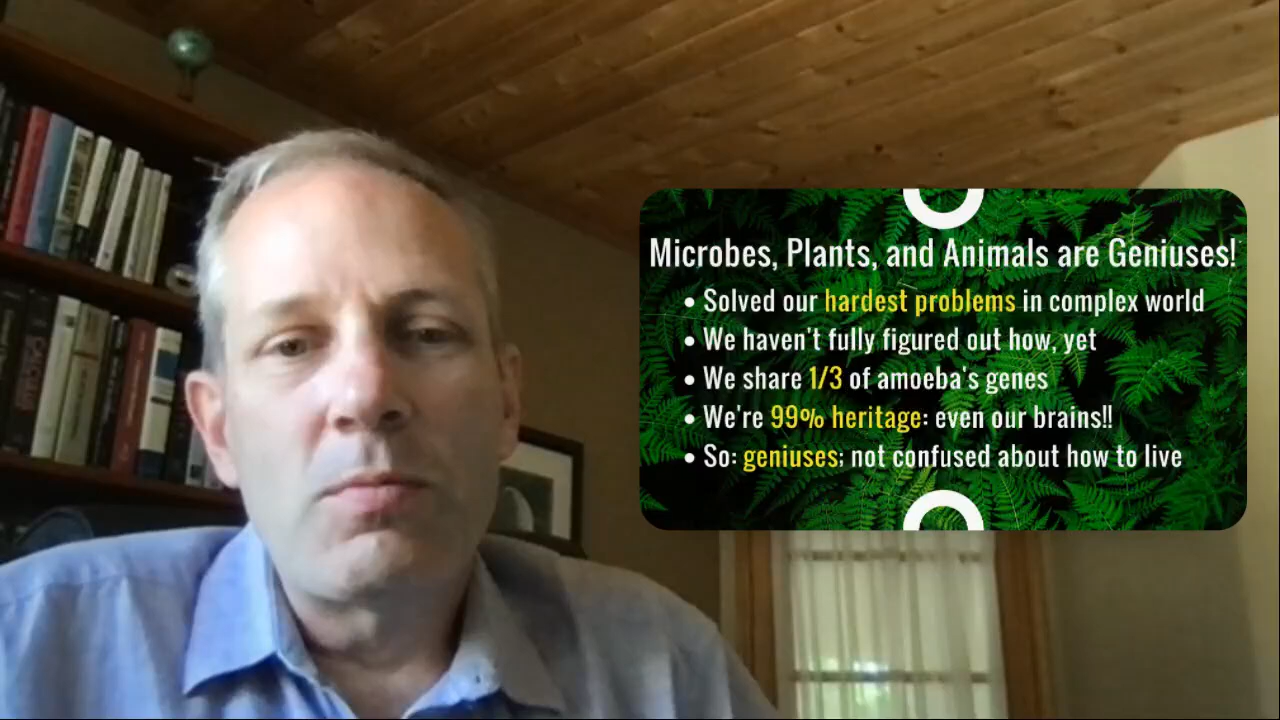 Microbes, Plants, and Animals are Geniuses!
• Solved our hardest problems in complex world
• We haven't fully figured out how, yet
• We share 1/3 of amoeba's genes
• We're 99% heritage: even our brains!!
• So: geniuses; not confused about how to live